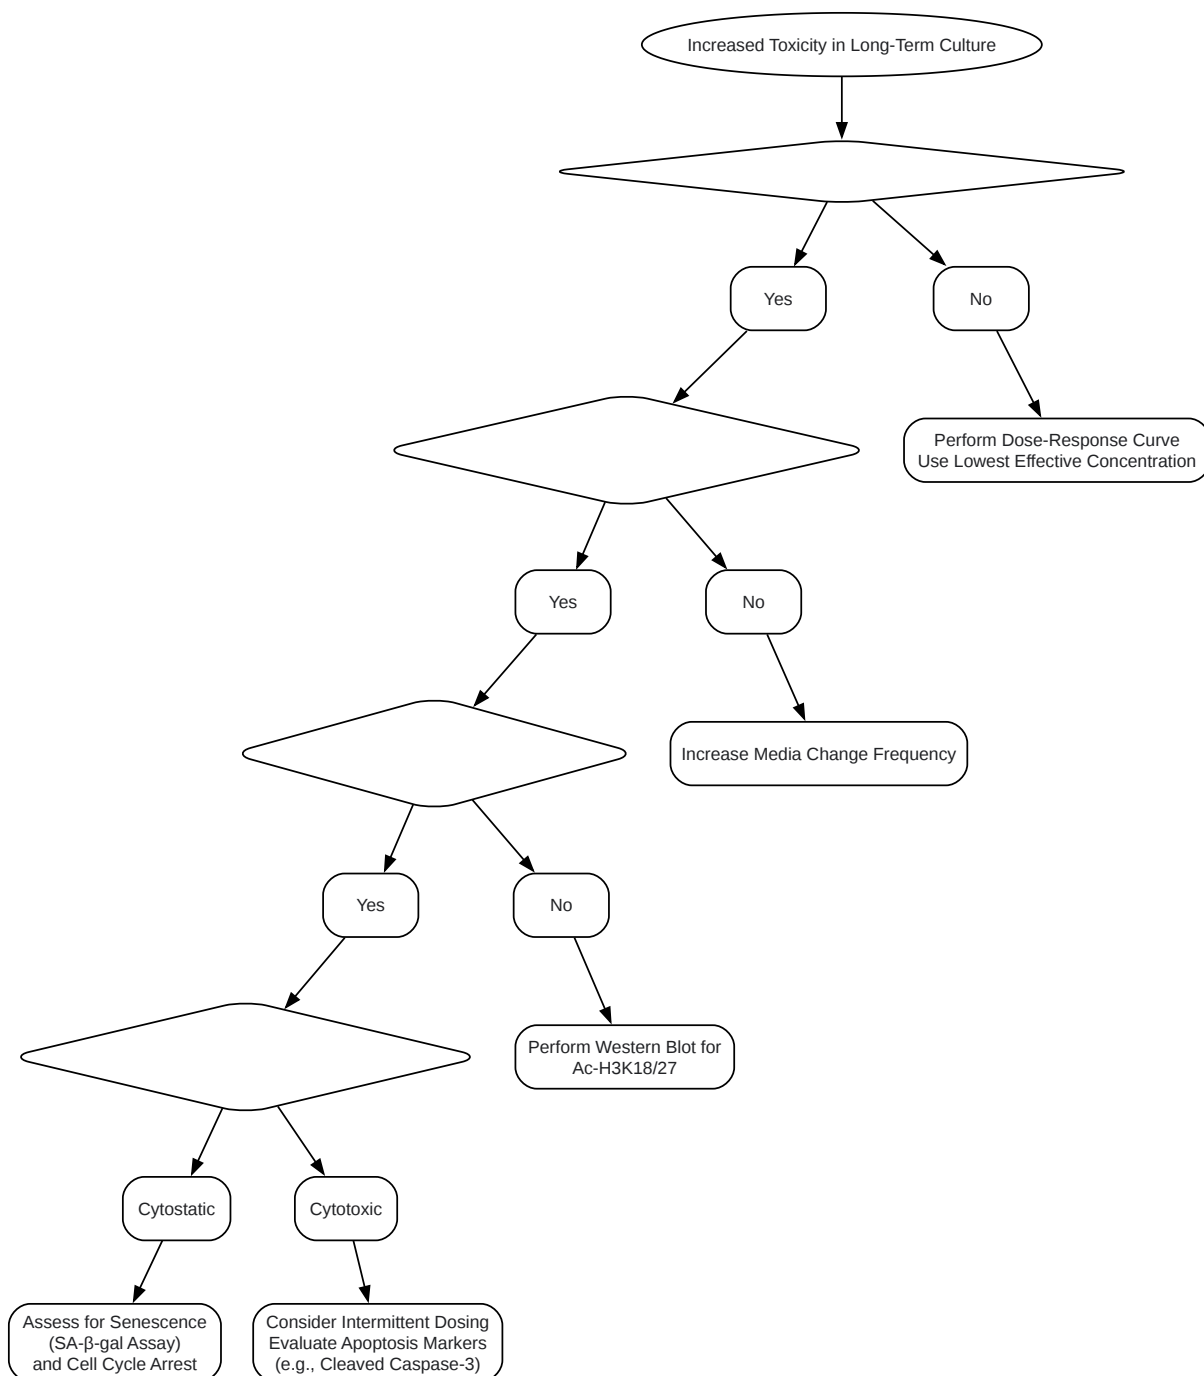 Increased Toxicity in Long-Term Culture
Yes
No
Perform Dose-Response Curve
Use Lowest Effective Concentration
Yes
No
Increase Media Change Frequency
Yes
No
Perform Western Blot for
Ac-H3K18/27
Cytostatic
Cytotoxic
Assess for Senescence
(SA-β-gal Assay)
and Cell Cycle Arrest
Consider Intermittent Dosing
Evaluate Apoptosis Markers
(e.g., Cleaved Caspase-3)